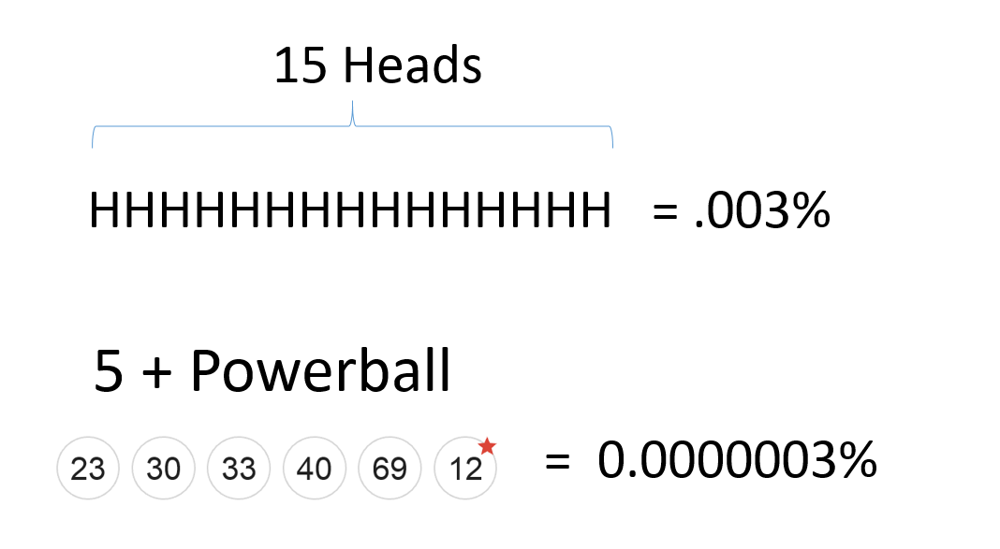 15 Heads
HHHHHHHHHHHHHHH = .003%
5 + Powerball
23 30 33 40 69 12 = 0.0000003%